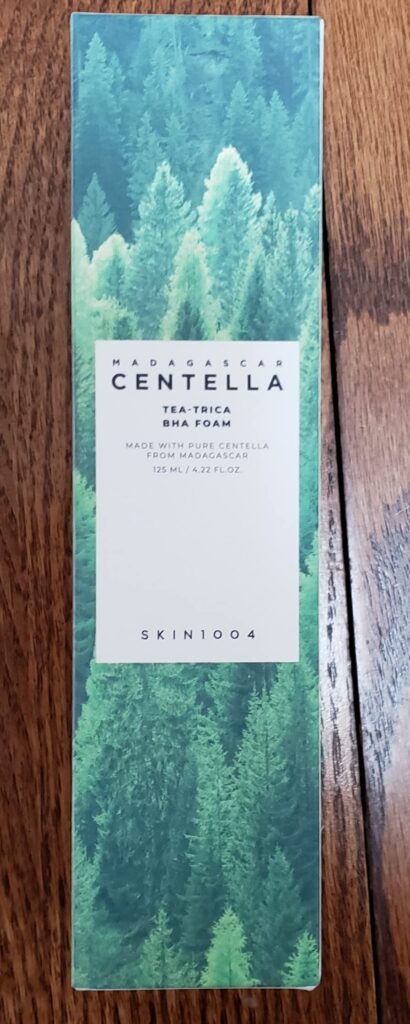 MADAGASCAR
CENTELLA
TEA-TRICA
BHA FOAM
MADE WITH PURE CENTELLA
FROM MADAGASCAR
125 ML / 4.22 FL.OZ.
SKIN1004